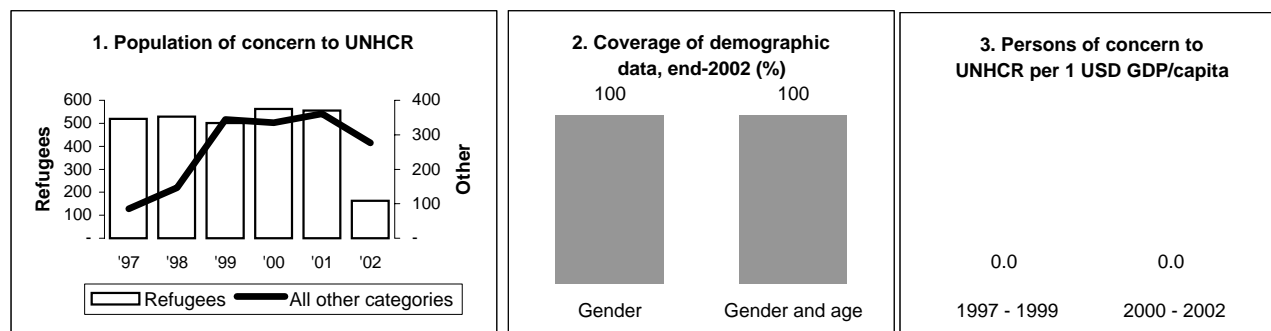 1. Population of concern to UNHCR
600
500
400
300
200
100
-
Refugees
400
300
200
100
-
Other
'97 '98 '99 '00 '01 '02
Refugees All other categories
2. Coverage of demographic
data, end-2002 (%)
100 100
Gender Gender and age
3. Persons of concern to
UNHCR per 1 USD GDP/capita
0.0 0.0
1997 - 1999 2000 - 2002